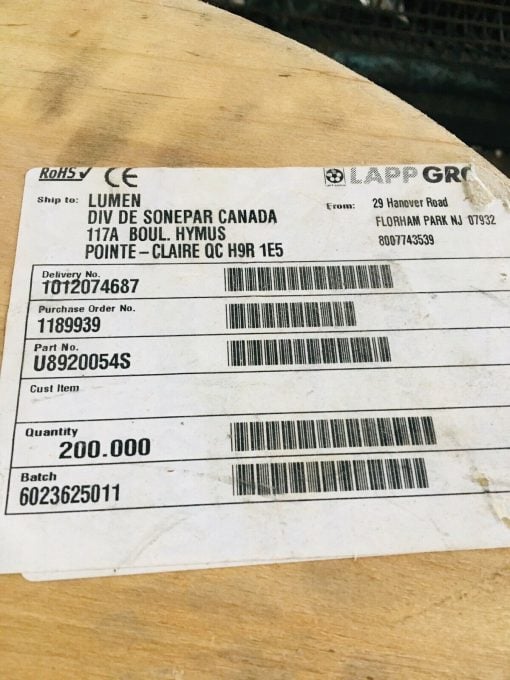 RoHS✓ CE
LAPP GR
Ship to: LUMEN
DIV DE SONEPAR CANADA
117A BOUL. HYMUS
POINTE-CLAIRE QC H9R 1E5
From: 29 Hanover Road
FLORHAM PARK NJ 07932
8007743539
Delivery No.
1012074687
Purchase Order No.
1189939
Part No.
U8920054S
Cust Item
Quantity
200.000
Batch
6023625011